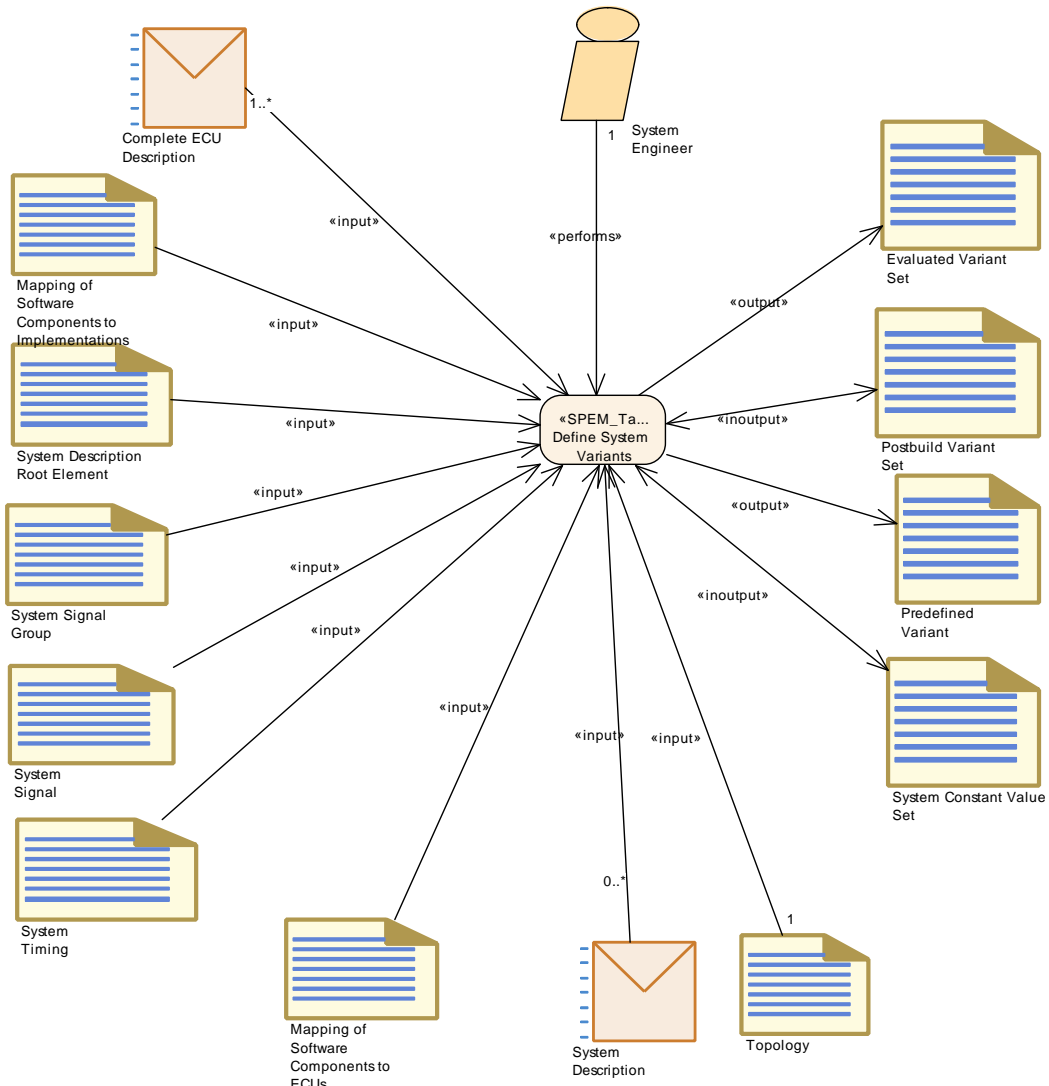 1..*
Complete ECU
Description
1
System
Engineer
«input»
«performs»
Evaluated Variant
Set
Mapping of
Software
Components to
Implementations
«input»
«output»
System Description
Root Element
«input»
«SPEM_Ta...
Define System
Variants
«inoutput»
Postbuild Variant
Set
«input»
«output»
System Signal
Group
«input»
«inoutput»
Predefined
Variant
«input»
System
Signal
«input»
«input»
«input»
System Constant Value
Set
System
Timing
0..*
1
Mapping of
Software
Components to
ECUs
System
Description
Topology